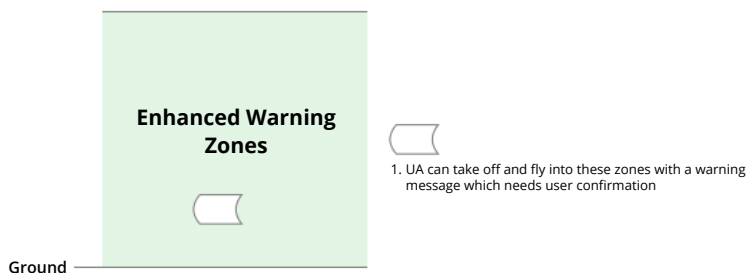 Enhanced Warning
Zones
1. UA can take off and fly into these zones with a warning
message which needs user confirmation
Ground